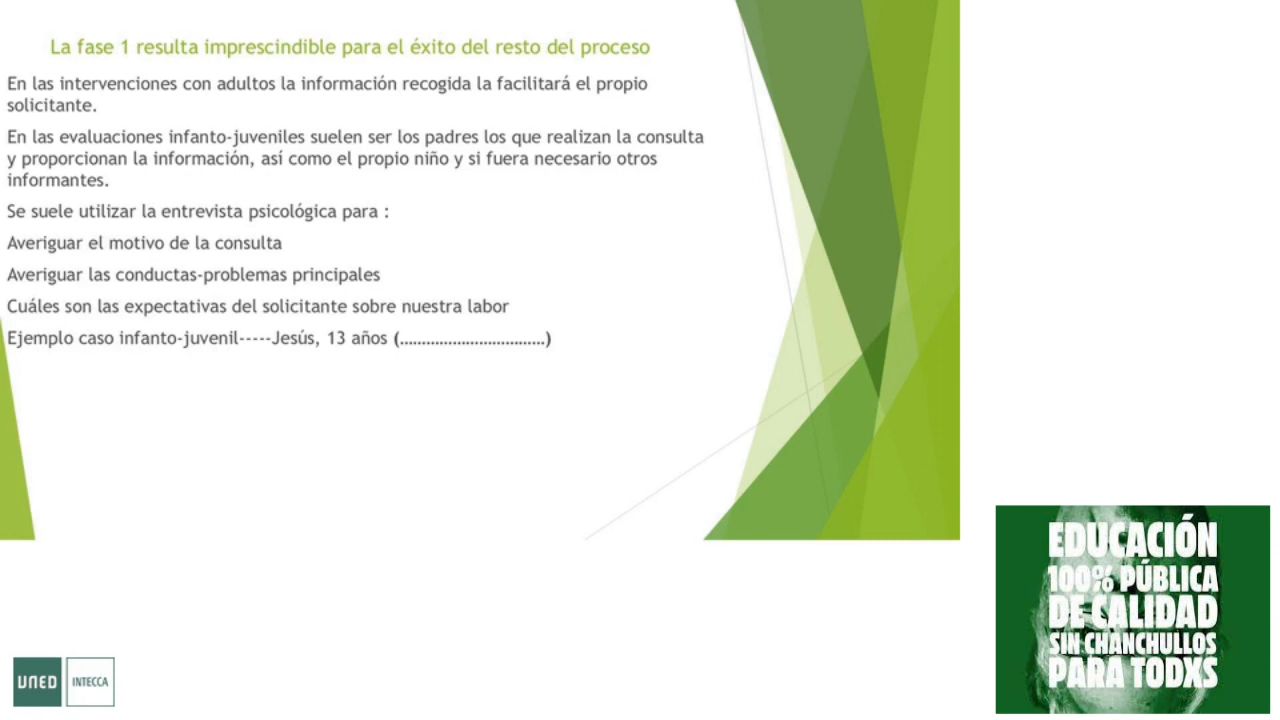 La fase 1 resulta imprescindible para el éxito del resto del proceso
En las intervenciones con adultos la información recogida la facilitará el propio
solicitante.
En las evaluaciones infanto-juveniles suelen ser los padres los que realizan la consulta
y proporcionan la información, así como el propio niño y si fuera necesario otros
informantes.
Se suele utilizar la entrevista psicológica para :
Averiguar el motivo de la consulta
Averiguar las conductas-problemas principales
Cuáles son las expectativas del solicitante sobre nuestra labor
Ejemplo caso infanto-juvenil-----Jesús, 13 años (................................)
EDUCACIÓN
100% PÚBLICA
DE CALIDAD
SIN CHANCHULLOS
PARA TODXS
UNED INTECCA